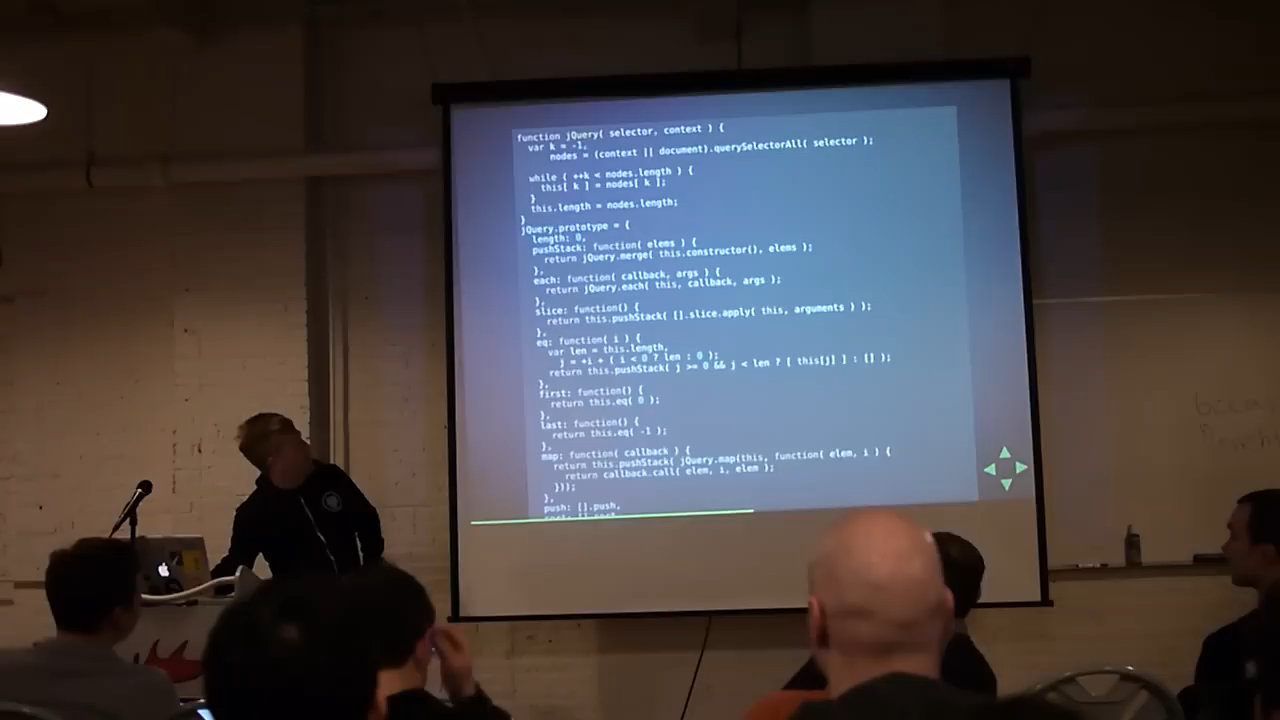 function jQuery( selector, context ) {
var k = -1,
nodes = (context || document).querySelectorAll( selector );
while ( ++k < nodes.length ) {
this[ k ] = nodes[ k ];
}
this.length = nodes.length;
}
jQuery.prototype = {
length: 0,
pushStack: function( elems ) {
return jQuery.merge( this.constructor(), elems );
},
each: function( callback, args ) {
return jQuery.each( this, callback, args );
},
slice: function() {
return this.pushStack( [].slice.apply( this, arguments ) );
},
eq: function( i ) {
var len = this.length,
j = +i + ( i < 0 ? len : 0 );
return this.pushStack( j >= 0 && j < len ? [ this[j] ] : [] );
},
first: function() {
return this.eq( 0 );
},
last: function() {
return this.eq( -1 );
},
map: function( callback ) {
return this.pushStack( jQuery.map(this, function( elem, i ) {
return callback.call( elem, i, elem );
}));
},
push: [].push,